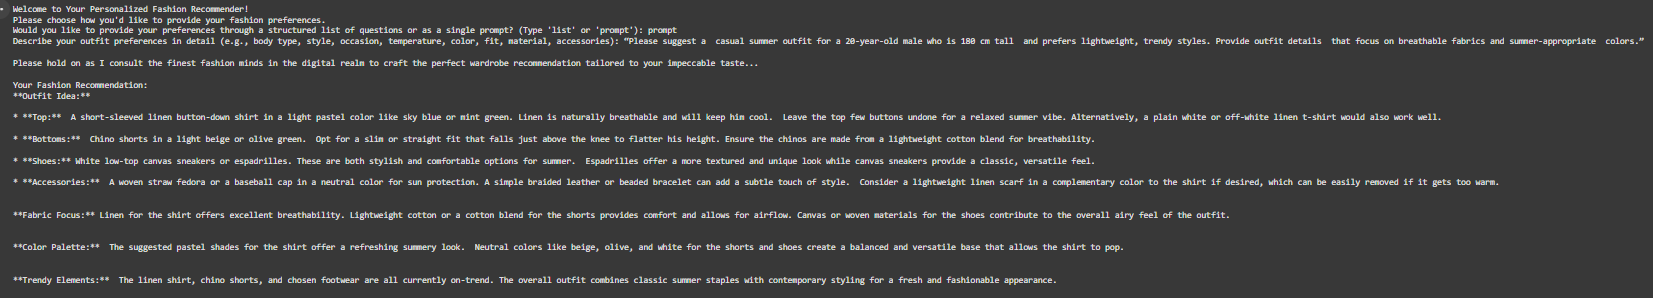 Welcome to Your Personalized Fashion Recommender!
Please choose how you'd like to provide your fashion preferences.
Would you like to provide your preferences through a structured list of questions or as a single prompt? (Type 'list' or 'prompt'): prompt
Describe your outfit preferences in detail (e.g., body type, style, occasion, temperature, color, fit, material, accessories): “Please suggest a  casual summer outfit for a 20-year-old male who is 180 cm tall  and prefers lightweight, trendy styles. Provide outfit details  that focus on breathable fabrics and summer-appropriate  colors.”
Please hold on as I consult the finest fashion minds in the digital realm to craft the perfect wardrobe recommendation tailored to your impeccable taste...
Your Fashion Recommendation:
**Outfit Idea:**
* **Top:**  A short-sleeved linen button-down shirt in a light pastel color like sky blue or mint green. Linen is naturally breathable and will keep him cool.  Leave the top few buttons undone for a relaxed summer vibe. Alternatively, a plain white or off-white linen t-shirt would also work well.
* **Bottoms:**  Chino shorts in a light beige or olive green.  Opt for a slim or straight fit that falls just above the knee to flatter his height. Ensure the chinos are made from a lightweight cotton blend for breathability.
* **Shoes:** White low-top canvas sneakers or espadrilles. These are both stylish and comfortable options for summer.  Espadrilles offer a more textured and unique look while canvas sneakers provide a classic, versatile feel.
* **Accessories:**  A woven straw fedora or a baseball cap in a neutral color for sun protection. A simple braided leather or beaded bracelet can add a subtle touch of style.  Consider a lightweight linen scarf in a complementary color to the shirt if desired, which can be easily removed if it gets too warm.
**Fabric Focus:** Linen for the shirt offers excellent breathability. Lightweight cotton or a cotton blend for the shorts provides comfort and allows for airflow. Canvas or woven materials for the shoes contribute to the overall airy feel of the outfit.
**Color Palette:**  The suggested pastel shades for the shirt offer a refreshing summery look.  Neutral colors like beige, olive, and white for the shorts and shoes create a balanced and versatile base that allows the shirt to pop.
**Trendy Elements:**  The linen shirt, chino shorts, and chosen footwear are all currently on-trend. The overall outfit combines classic summer staples with contemporary styling for a fresh and fashionable appearance.